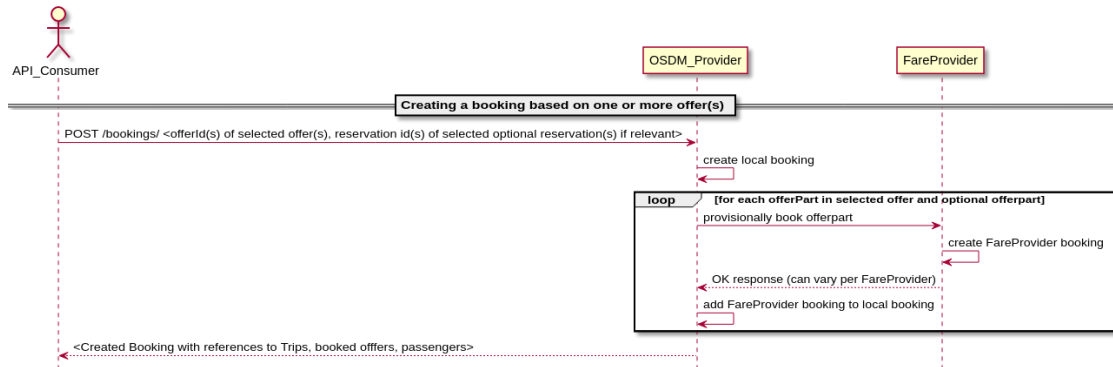 API_Consumer
OSDM_Provider
FareProvider
Creating a booking based on one or more offer(s)
POST /bookings/ <offerId(s) of selected offer(s), reservation id(s) of selected optional reservation(s) if relevant>
create local booking
loop [for each offerPart in selected offer and optional offerpart]
provisionally book offerpart
create FareProvider booking
OK response (can vary per FareProvider)
add FareProvider booking to local booking
<Created Booking with references to Trips, booked offfers, passengers>